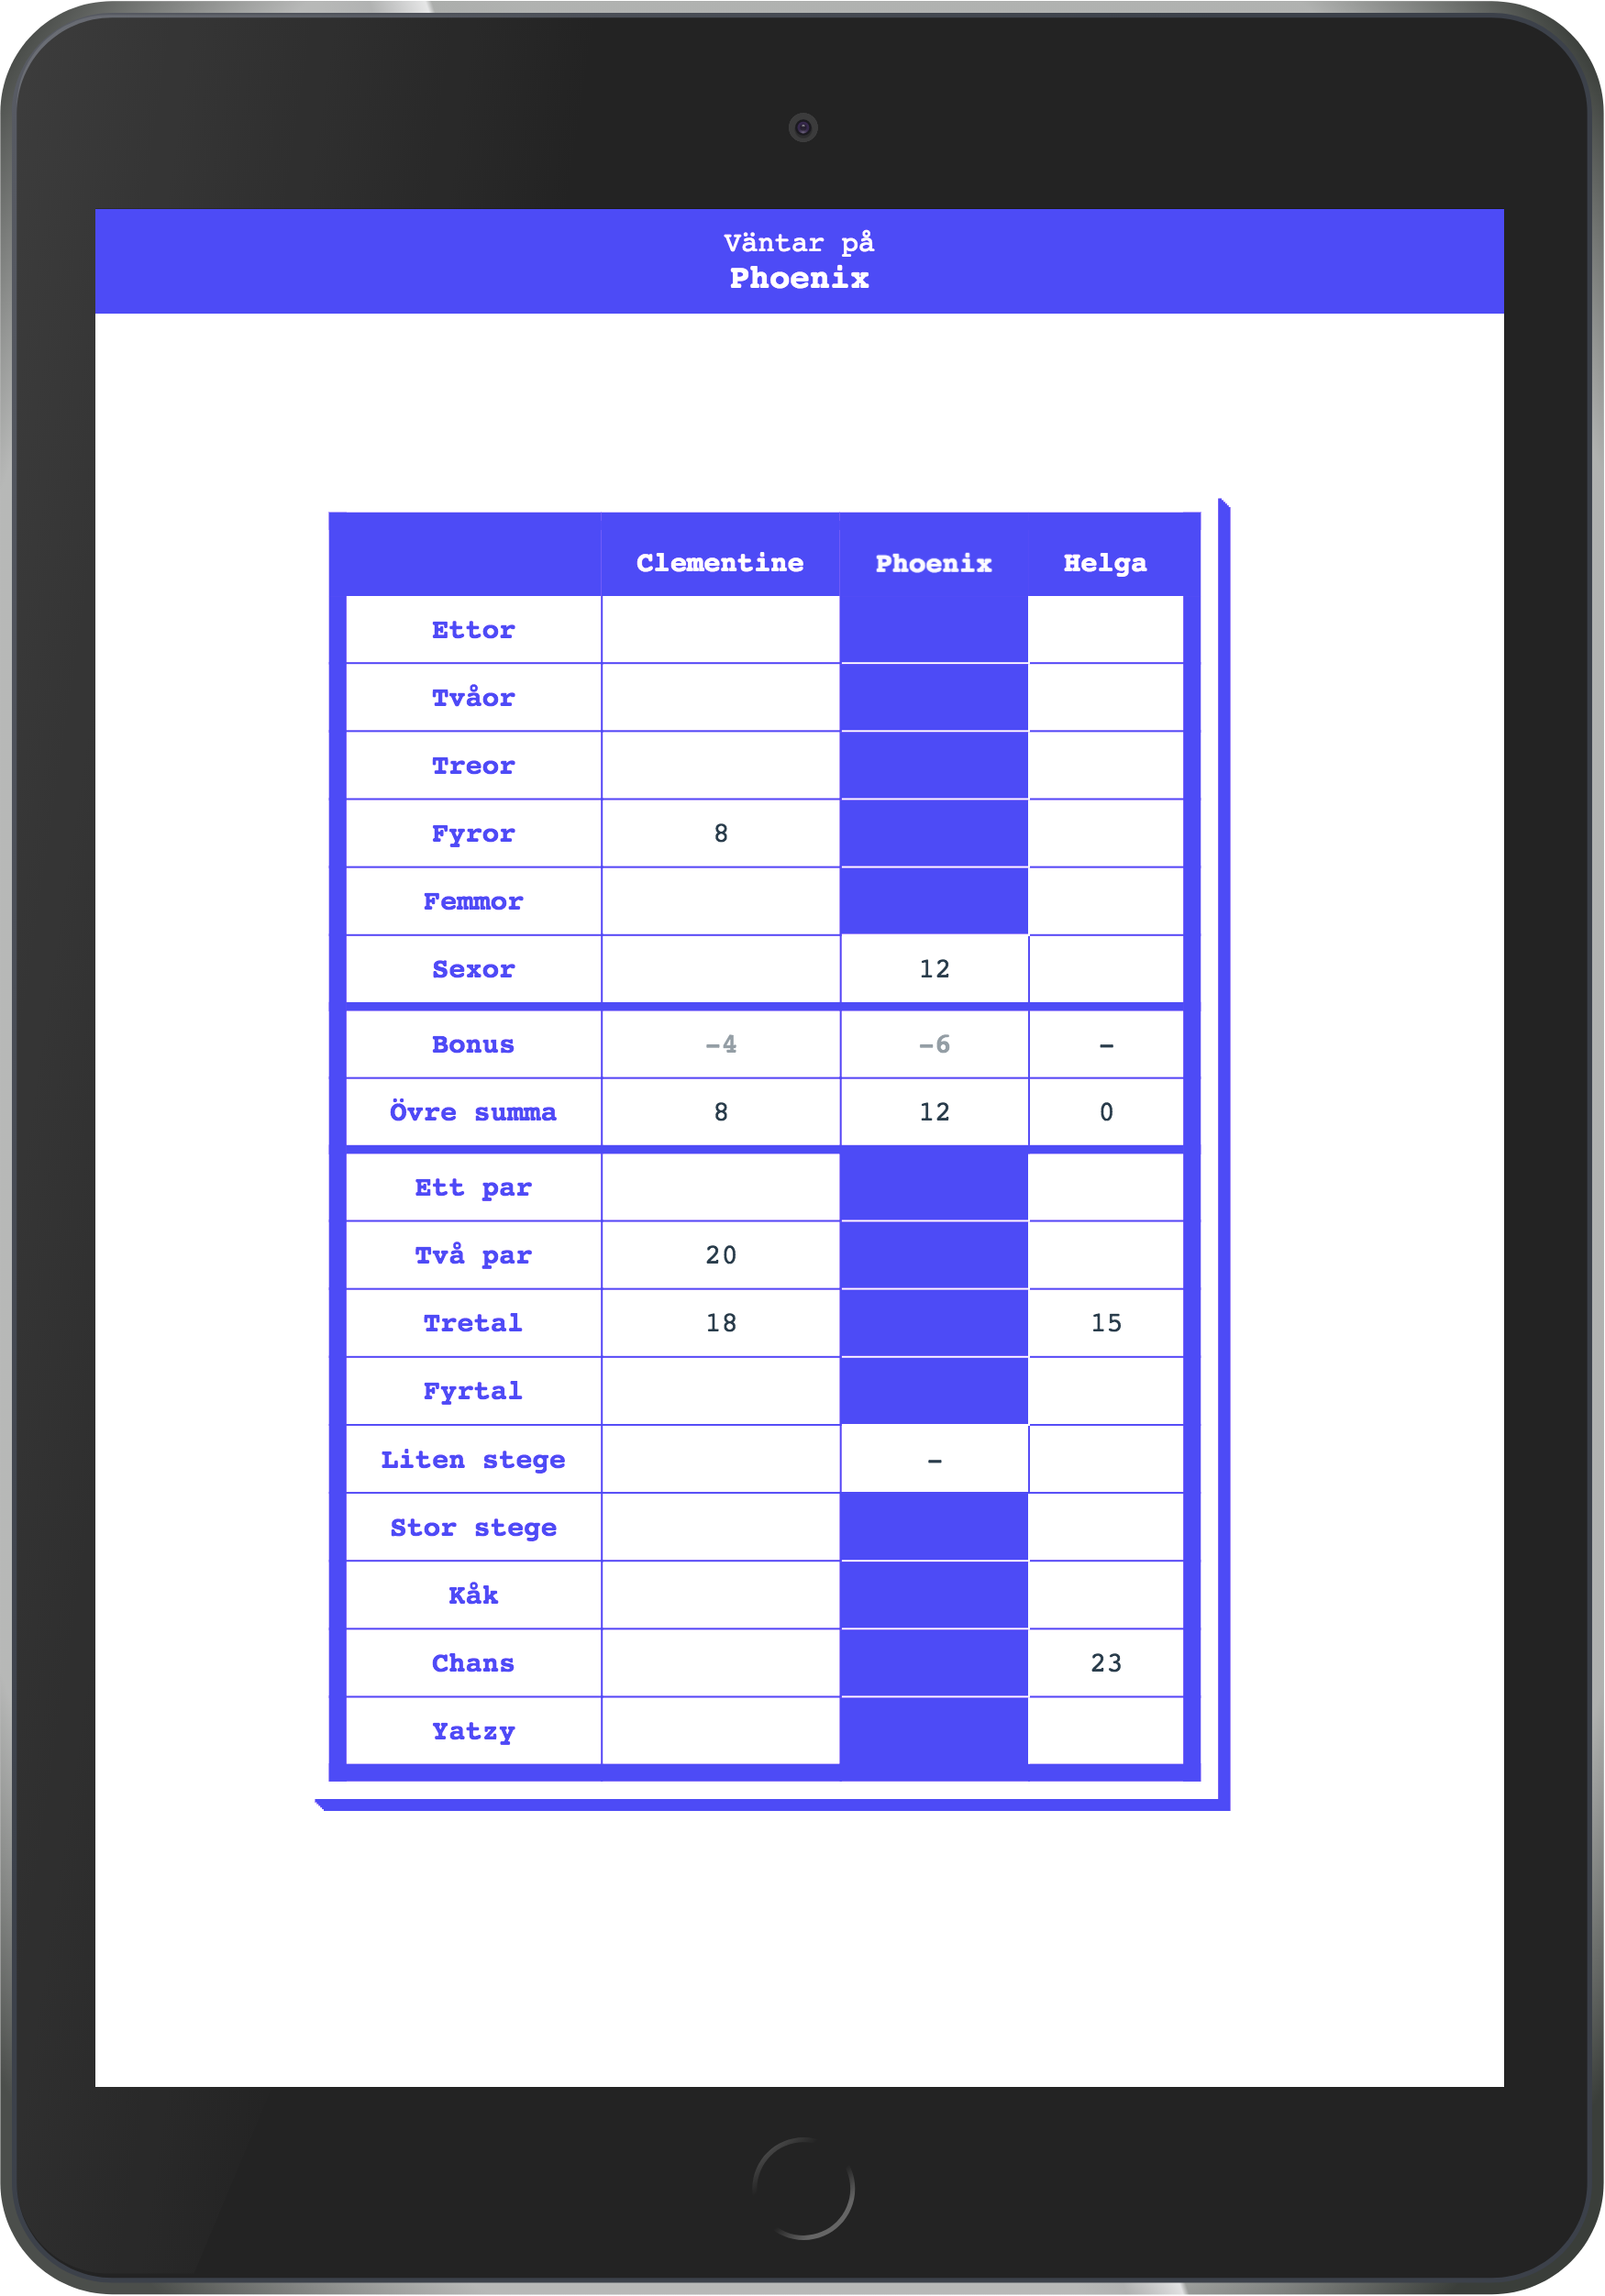 Väntar på
Phoenix
Clementine Phoenix Helga
Ettor
Tvåor
Treor
Fyror 8
Femmor
Sexor 12
Bonus -4 -6 -
Övre summa 8 12 0
Ett par
Två par 20
Tretal 18 15
Fyrtal
Liten stege -
Stor stege
Kåk
Chans 23
Yatzy